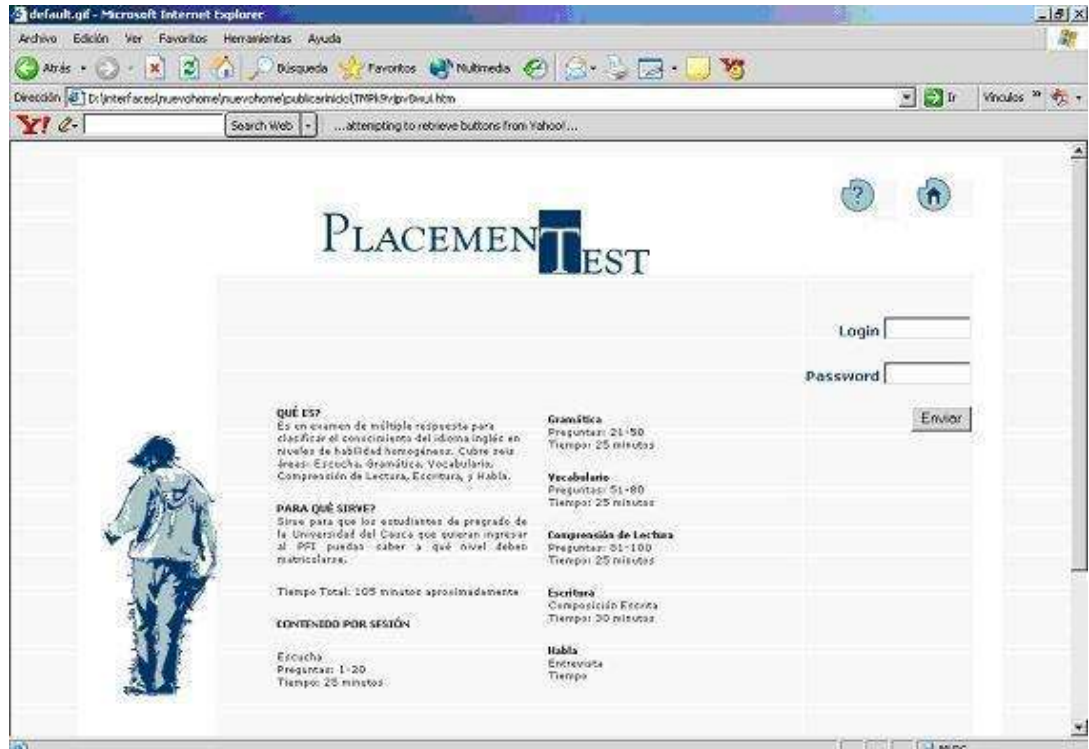 default.gif - Microsoft Internet Explorer
Archivo Edición Ver Favoritos Herramientas Ayuda
Atrás Búsqueda Favoritos Multimedia
Dirección Ir Vínculos »
Y! Search Web ...attempting to retrieve buttons from Yahoo!...
PLACEMENTEST
Login
Password
Enviar
QUÉ ES?
Es un examen de múltiple respuesta para
clasificar el conocimiento del idioma inglés en
niveles de habilidad homogéneos. Cubre seis
áreas: Escucha, Gramática, Vocabulario,
Comprensión de Lectura, Escritura, y Habla.
PARA QUÉ SIRVE?
Sirve para que los estudiantes de pregrado de
la Universidad del Cauca que quieran ingresar
al PFI puedan saber a qué nivel deben
matricularse.
Tiempo Total: 105 minutos aproximadamente
CONTENIDO POR SESIÓN
Escucha
Preguntas: 1-20
Tiempo: 25 minutos
Gramática
Preguntas: 21-50
Tiempo: 25 minutos
Vocabulario
Preguntas: 51-80
Tiempo: 25 minutos
Comprensión de Lectura
Preguntas: 81-100
Tiempo: 25 minutos
Escritura
Composición Escrita
Tiempo: 30 minutos
Habla
Entrevista
Tiempo